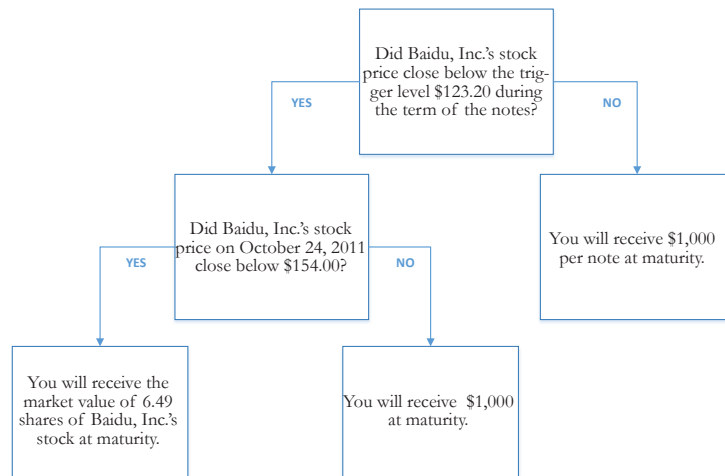 Did Baidu, Inc.'s stock
price close below the trig-
ger level $123.20 during
the term of the notes?
YES
NO
Did Baidu, Inc.'s stock
price on October 24, 2011
close below $154.00?
You will receive $1,000
per note at maturity.
YES
NO
You will receive the
market value of 6.49
shares of Baidu, Inc.'s
stock at maturity.
You will receive $1,000
at maturity.